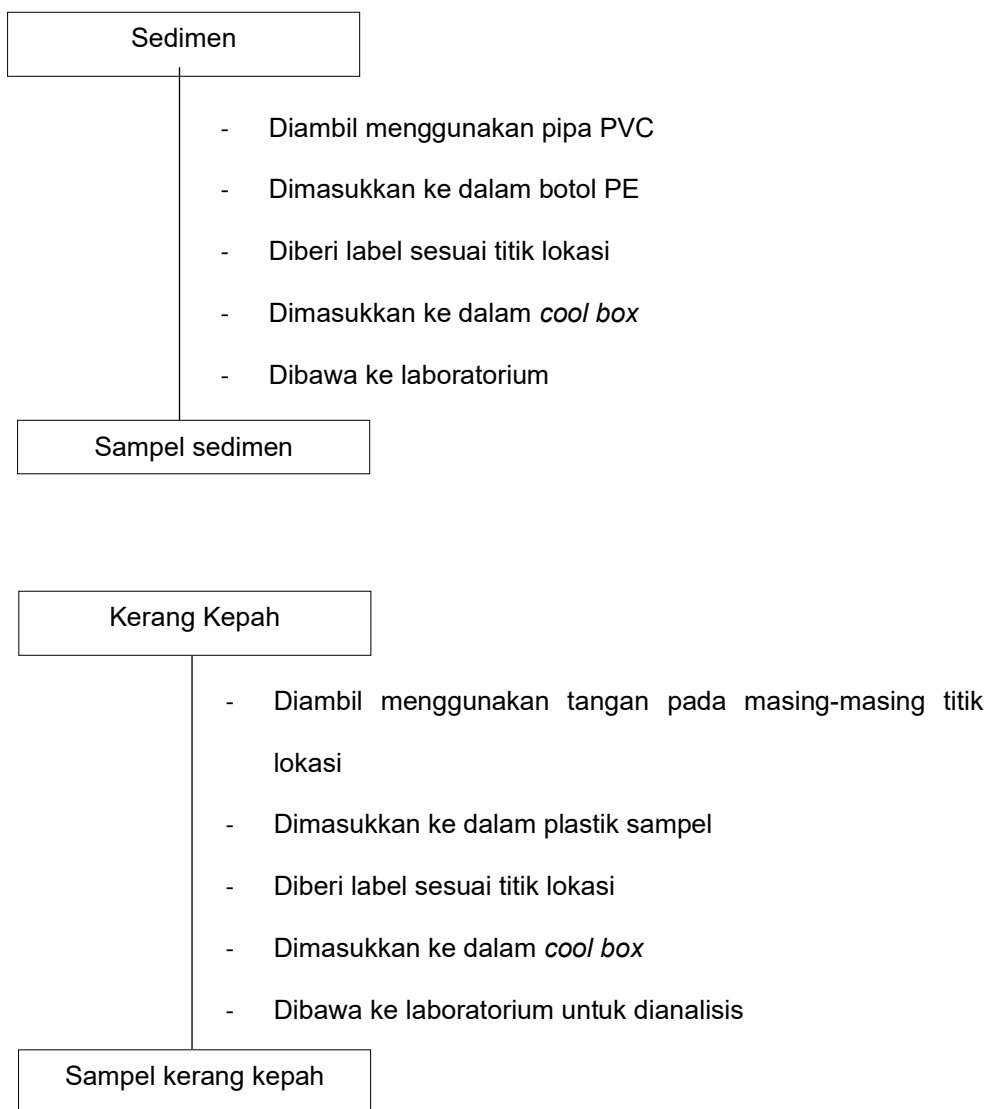 Sedimen
- Diambil menggunakan pipa PVC
- Dimasukkan ke dalam botol PE
- Diberi label sesuai titik lokasi
- Dimasukkan ke dalam cool box
- Dibawa ke laboratorium
Sampel sedimen
Kerang Kepah
- Diambil menggunakan tangan pada masing-masing titik
lokasi
- Dimasukkan ke dalam plastik sampel
- Diberi label sesuai titik lokasi
- Dimasukkan ke dalam cool box
- Dibawa ke laboratorium untuk dianalisis
Sampel kerang kepah